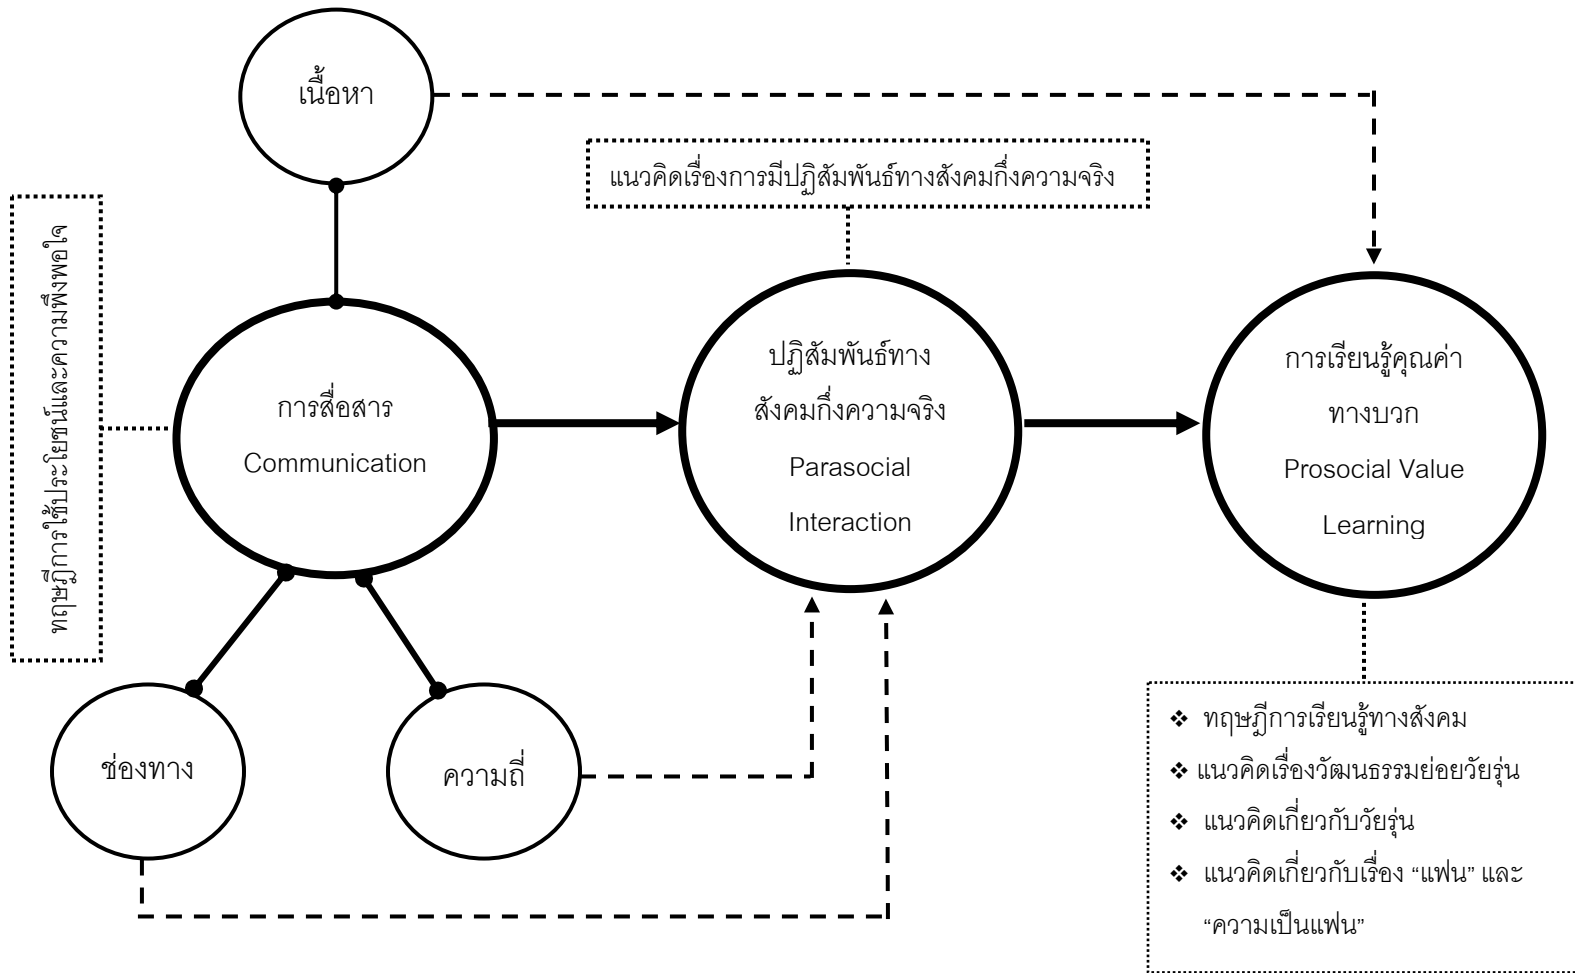 เนื้อหา
แนวคิดเรื่องการมีปฏิสัมพันธ์ทางสังคมกึ่งความจริง
ทฤษฎีการใช้ประโยชน์และความพึงพอใจ
การสื่อสาร
Communication
ปฏิสัมพันธ์ทาง
สังคมกึ่งความจริง
Parasocial
Interaction
การเรียนรู้คุณค่า
ทางบวก
Prosocial Value
Learning
ช่องทาง
ความถี่
❖ ทฤษฎีการเรียนรู้ทางสังคม
❖ แนวคิดเรื่องวัฒนธรรมย่อยวัยรุ่น
❖ แนวคิดเกี่ยวกับวัยรุ่น
❖ แนวคิดเกี่ยวกับเรื่อง “แฟน” และ
“ความเป็นแฟน”